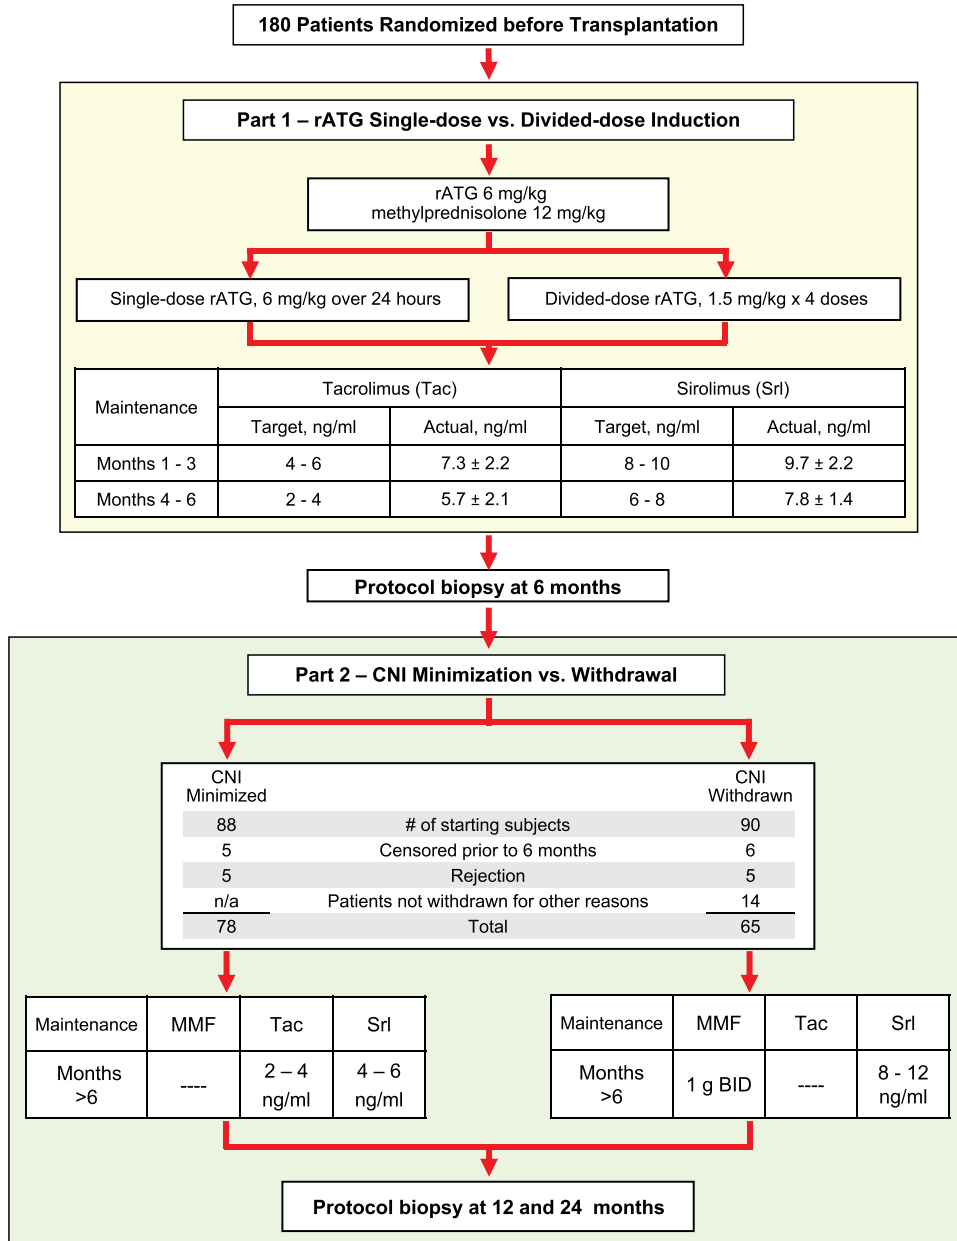 180 Patients Randomized before Transplantation
Part 1 – rATG Single-dose vs. Divided-dose Induction
rATG 6 mg/kg
methylprednisolone 12 mg/kg
Single-dose rATG, 6 mg/kg over 24 hours
Divided-dose rATG, 1.5 mg/kg x 4 doses
Maintenance
Tacrolimus (Tac)
Sirolimus (Srl)
Target, ng/ml
Actual, ng/ml
Target, ng/ml
Actual, ng/ml
Months 1 - 3
4 - 6
7.3 ± 2.2
8 - 10
9.7 ± 2.2
Months 4 - 6
2 - 4
5.7 ± 2.1
6 - 8
7.8 ± 1.4
Protocol biopsy at 6 months
Part 2 – CNI Minimization vs. Withdrawal
CNI
Minimized
CNI
Withdrawn
88 # of starting subjects 90
5 Censored prior to 6 months 6
5 Rejection 5
n/a Patients not withdrawn for other reasons 14
78 Total 65
Maintenance
MMF
Tac
Srl
Months
>6
----
2 – 4
ng/ml
4 – 6
ng/ml
Maintenance
MMF
Tac
Srl
Months
>6
1 g BID
----
8 - 12
ng/ml
Protocol biopsy at 12 and 24 months